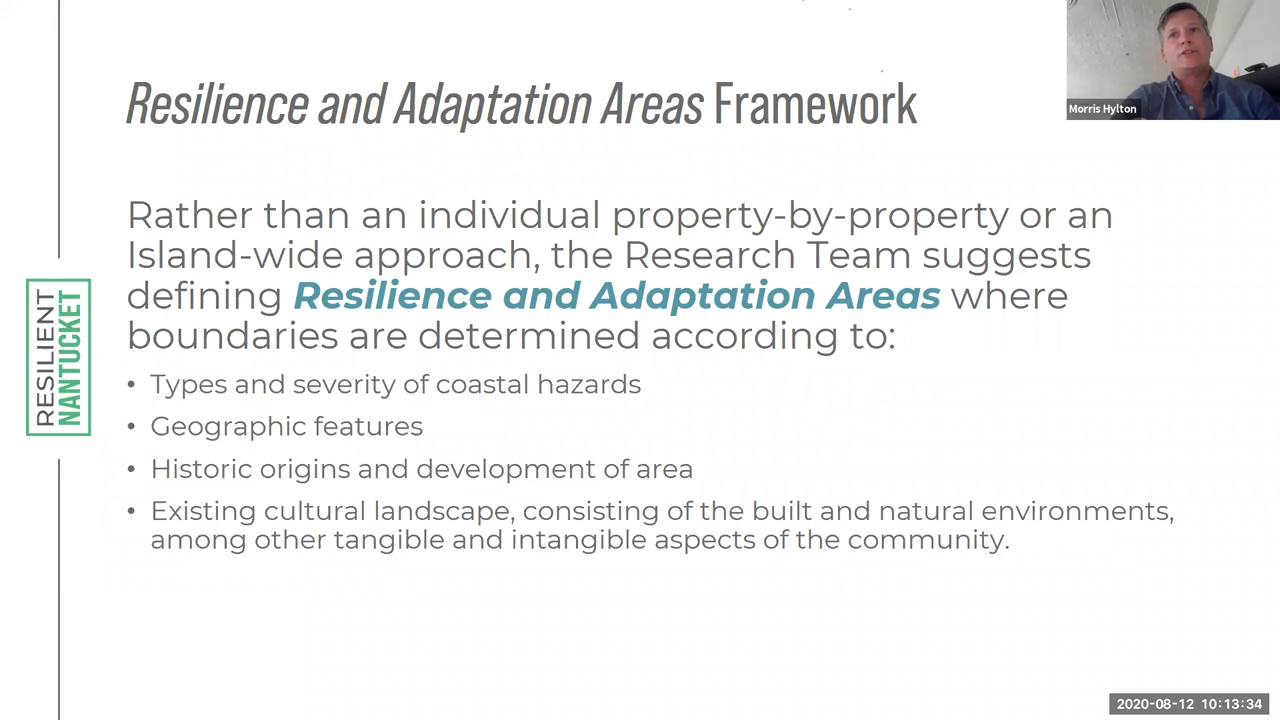 Resilience and Adaptation Areas Framework
Morris Hylton
Rather than an individual property-by-property or an
Island-wide approach, the Research Team suggests
defining Resilience and Adaptation Areas where
boundaries are determined according to:
• Types and severity of coastal hazards
• Geographic features
• Historic origins and development of area
• Existing cultural landscape, consisting of the built and natural environments,
among other tangible and intangible aspects of the community.
RESILIENT
NANTUCKET
2020-08-12 10:13:34